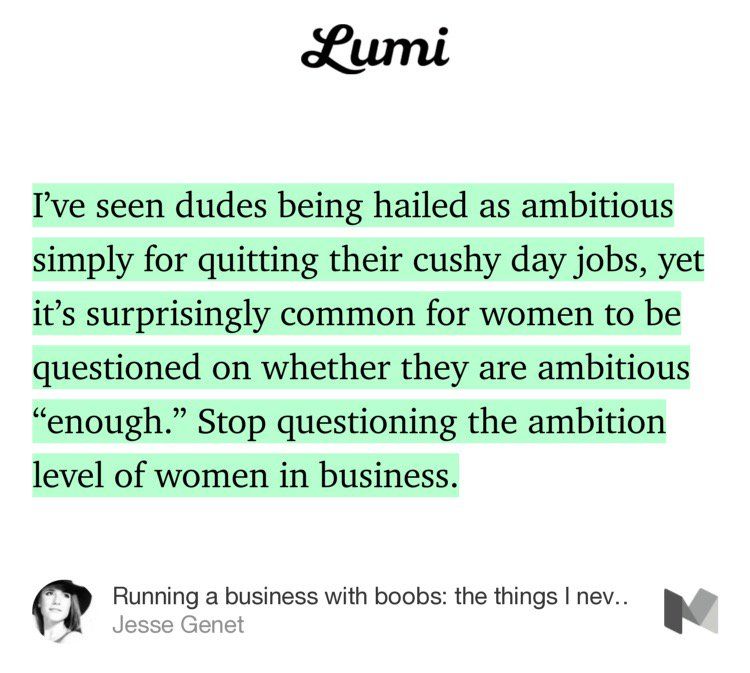 Lumi
I’ve seen dudes being hailed as ambitious
simply for quitting their cushy day jobs, yet
it’s surprisingly common for women to be
questioned on whether they are ambitious
“enough.” Stop questioning the ambition
level of women in business.
Running a business with boobs: the things I nev..
Jesse Genet